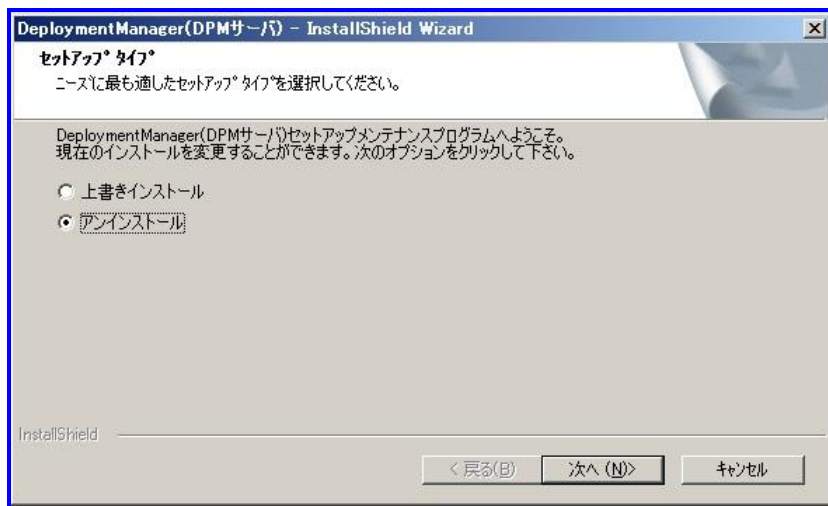 DeploymentManager(DPMサーバ) - InstallShield Wizard
セットアップ タイプ
ニーズに最も適したセットアップ タイプを選択してください。
DeploymentManager(DPMサーバ)セットアップメンテナンスプログラムへようこそ。
現在のインストールを変更することができます。次のオプションをクリックして下さい。
上書きインストール
アンインストール
InstallShield
< 戻る(B)
次へ (N)>
キャンセル